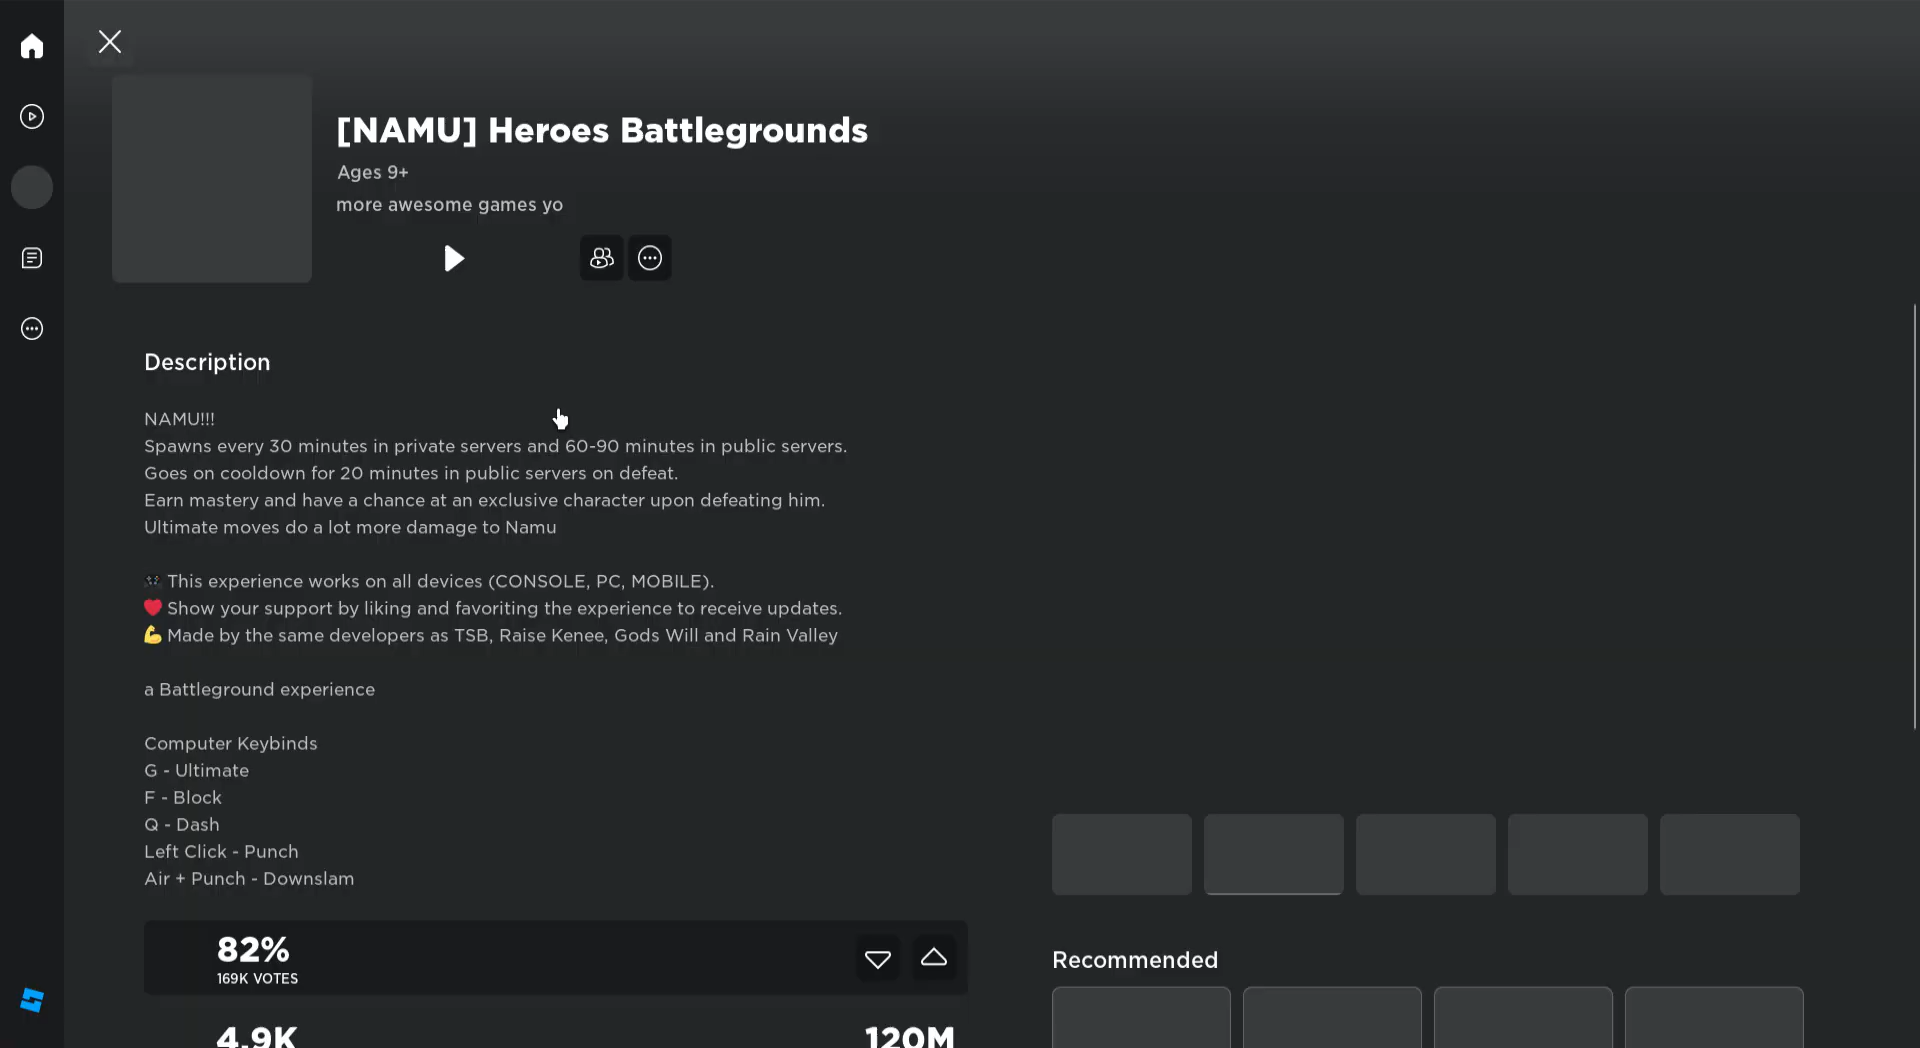 [NAMU] Heroes Battlegrounds
Ages 9+
more awesome games yo
Description
NAMU!!!
Spawns every 30 minutes in private servers and 60-90 minutes in public servers.
Goes on cooldown for 20 minutes in public servers on defeat.
Earn mastery and have a chance at an exclusive character upon defeating him.
Ultimate moves do a lot more damage to Namu
🎮 This experience works on all devices (CONSOLE, PC, MOBILE).
❤️ Show your support by liking and favoriting the experience to receive updates.
💪 Made by the same developers as TSB, Raise Kenee, Gods Will and Rain Valley
a Battleground experience
Computer Keybinds
G - Ultimate
F - Block
Q - Dash
Left Click - Punch
Air + Punch - Downslam
82%
169K VOTES
4.9K
120M
Recommended